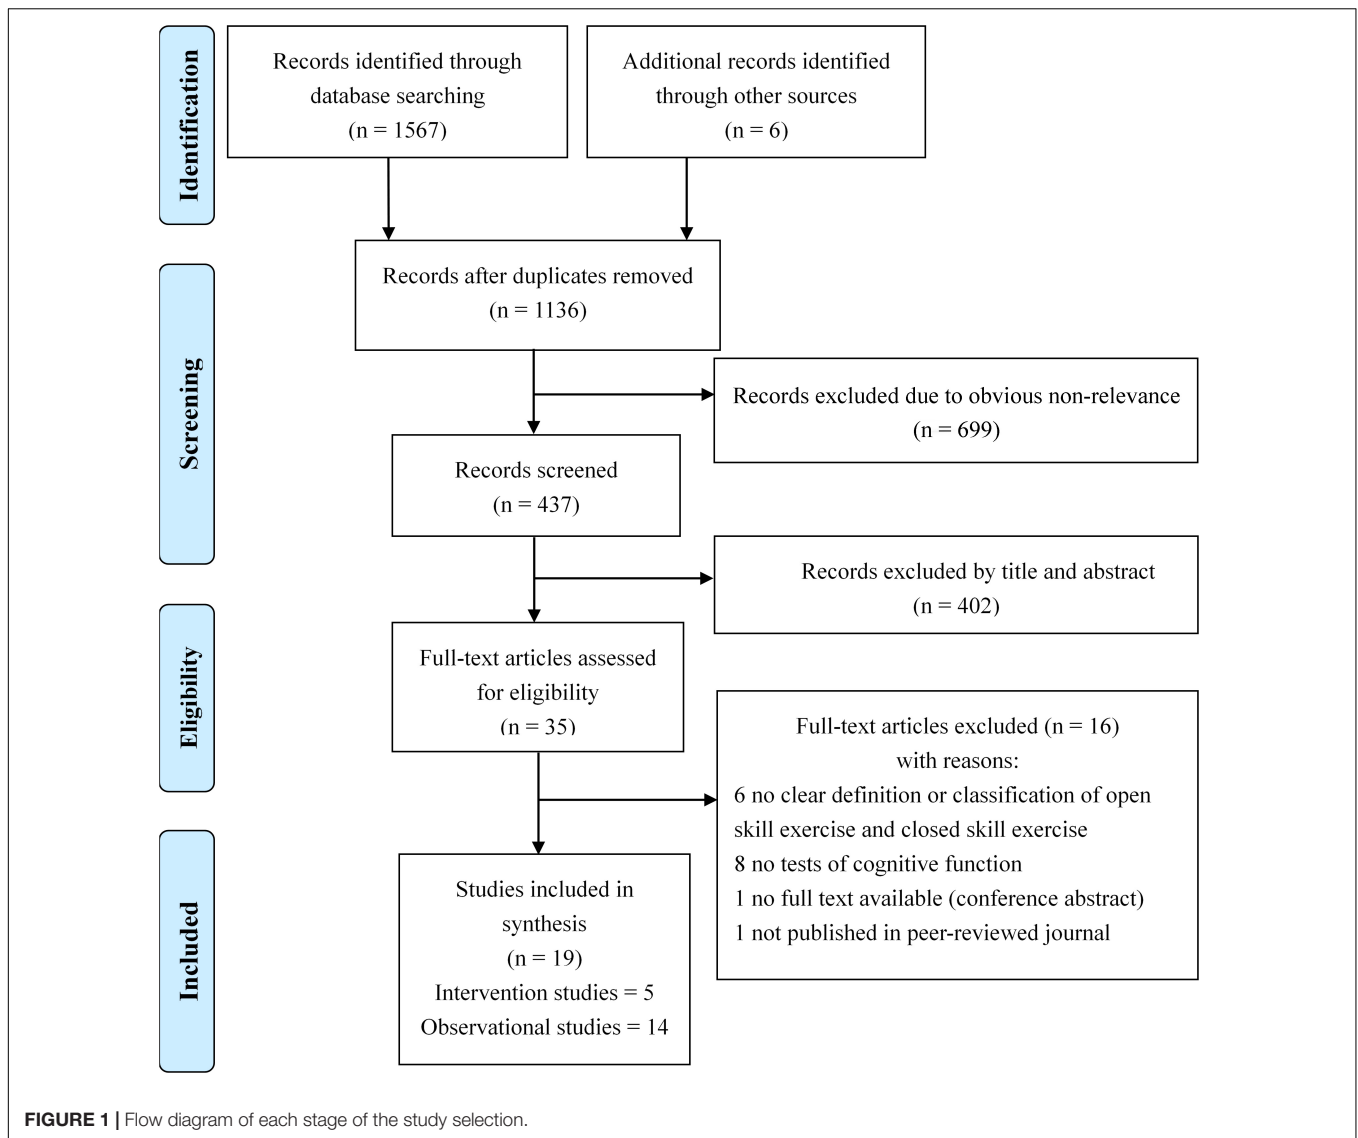 Identification
Records identified through
database searching
(n = 1567)
Additional records identified
through other sources
(n = 6)
Screening
Records after duplicates removed
(n = 1136)
Records excluded due to obvious non-relevance
(n = 699)
Records screened
(n = 437)
Records excluded by title and abstract
(n = 402)
Eligibility
Full-text articles assessed
for eligibility
(n = 35)
Full-text articles excluded (n = 16)
with reasons:
6 no clear definition or classification of open
skill exercise and closed skill exercise
8 no tests of cognitive function
1 no full text available (conference abstract)
1 not published in peer-reviewed journal
Included
Studies included in
synthesis
(n = 19)
Intervention studies = 5
Observational studies = 14
FIGURE 1 | Flow diagram of each stage of the study selection.